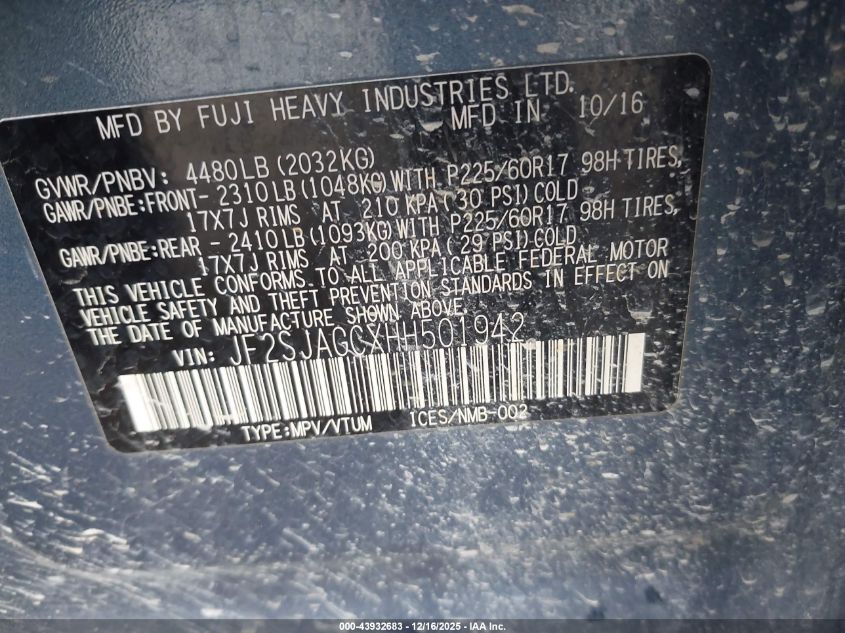 MFD BY FUJI HEAVY INDUSTRIES LTD.
MFD IN 10/16
GVWR/PNBV: 4480LB(2032KG)
GAWR/PNBE:FRONT- 2310LB(1048KG)WITH P225/60R17 98H TIRES,
17X7J RIMS AT 210 KPA( 30 PSI)COLD
GAWR/PNBE:REAR - 2410LB(1093KG)WITH P225/60R17 98H TIRES,
17X7J RIMS AT 200 KPA( 29 PSI)COLD
THIS VEHICLE CONFORMS TO ALL APPLICABLE FEDERAL MOTOR
VEHICLE SAFETY AND THEFT PREVENTION STANDARDS IN EFFECT ON
THE DATE OF MANUFACTURE SHOWN ABOVE.
VIN: JF2SJAGCXHH501942
TYPE:MPV/VTUM ICES/NMB-002
000-43932683 - 12/16/2025 - IAA Inc.